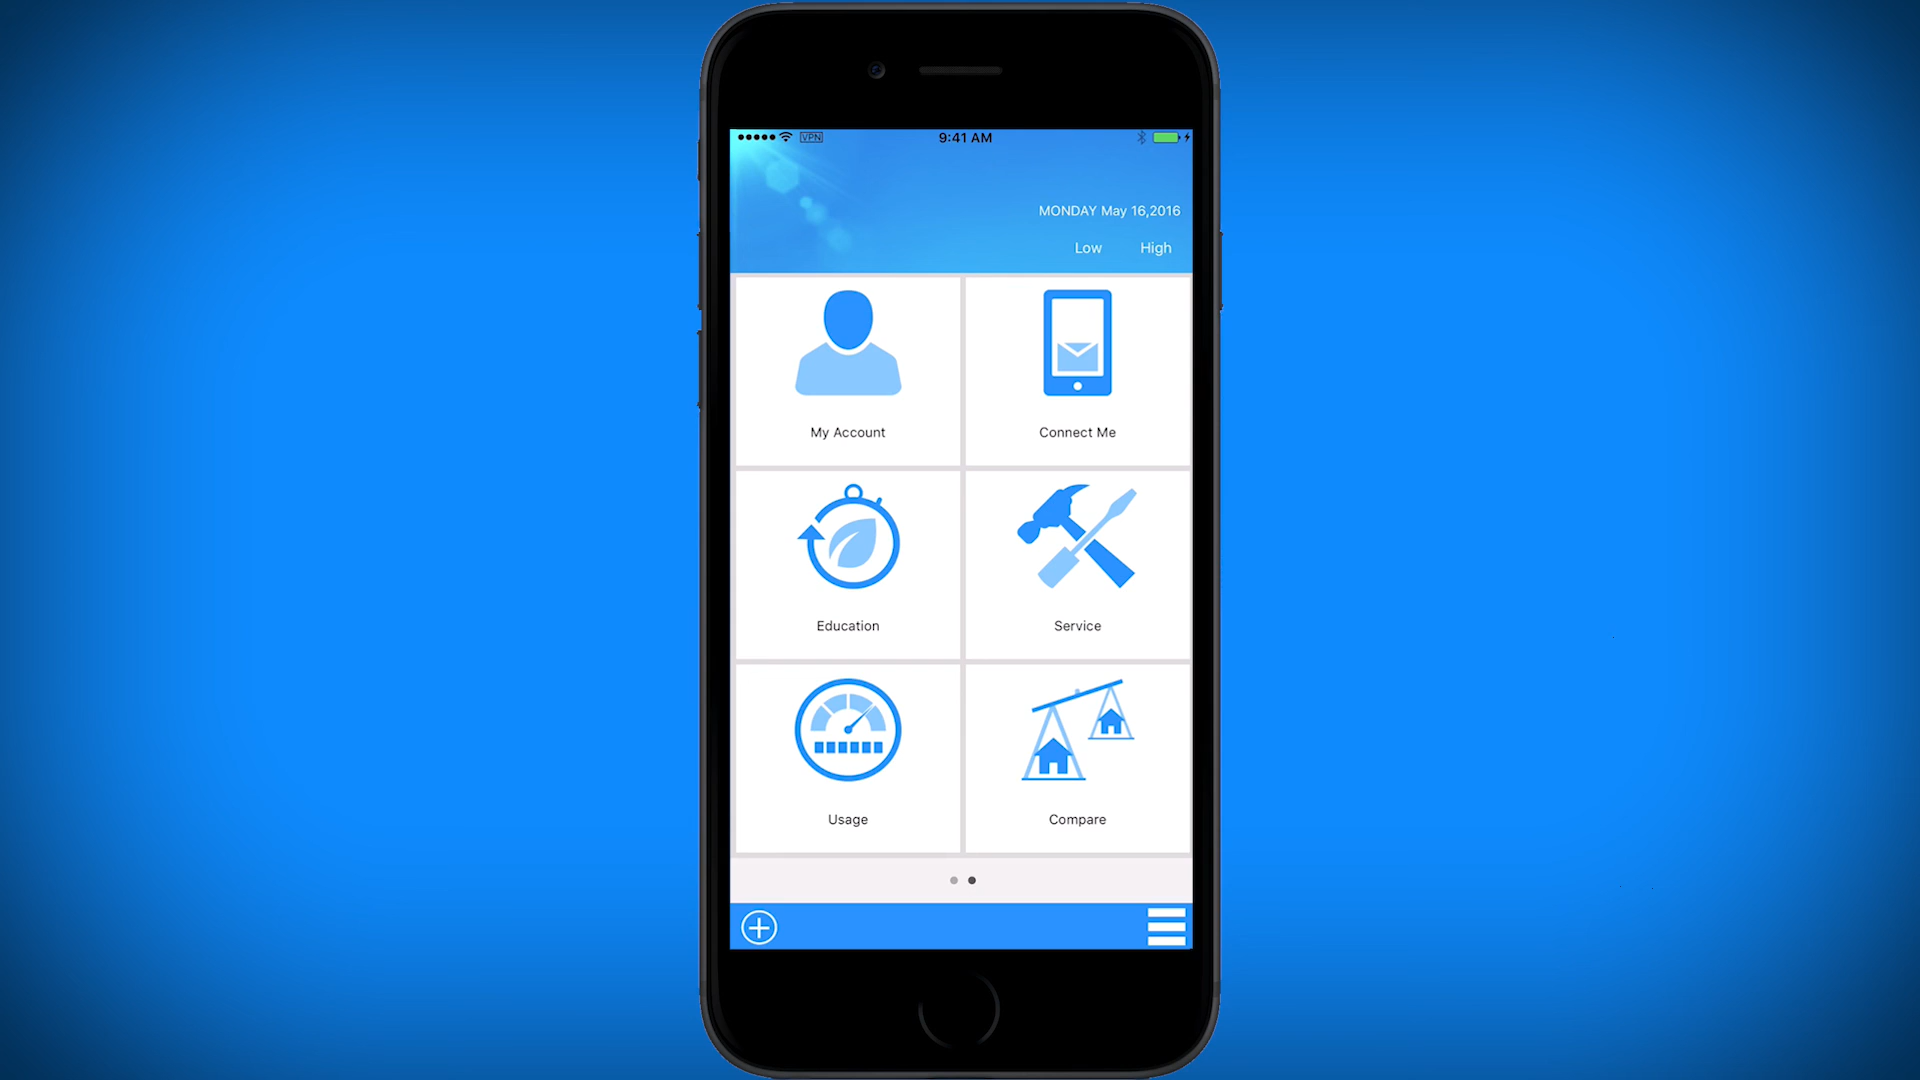 VPN 9:41 AM
MONDAY May 16,2016
Low High
My Account Connect Me
Education Service
Usage Compare